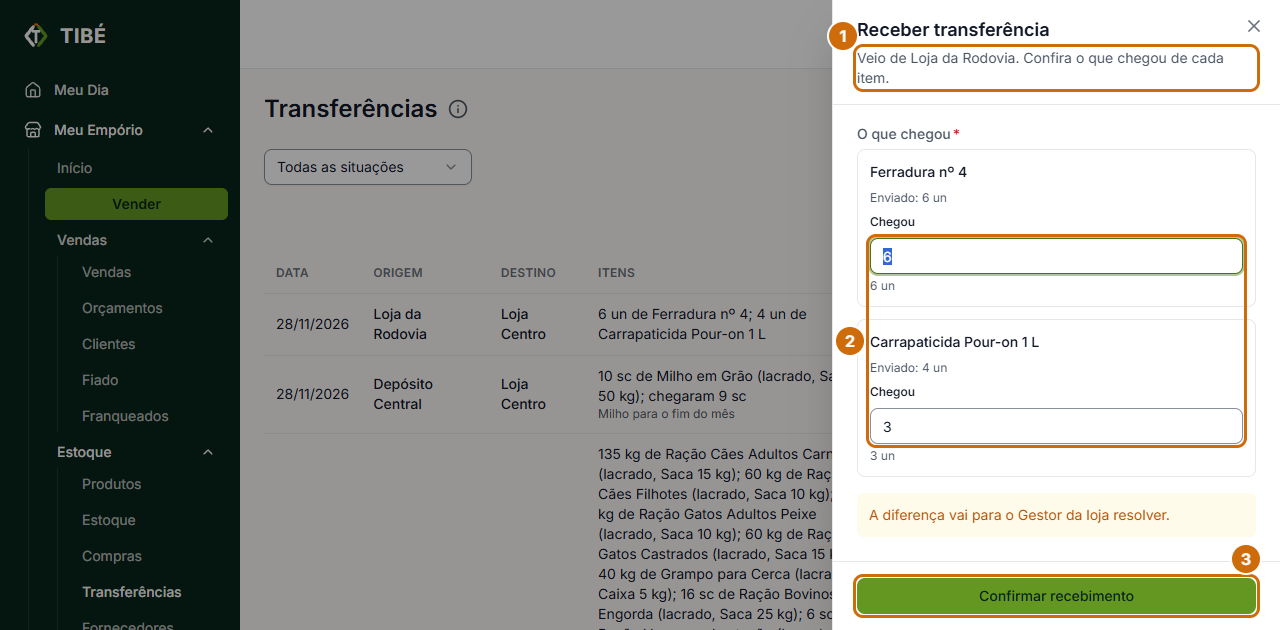 TIBÉ
Meu Dia
Meu Empório
Início
Vender
Vendas
Vendas
Orçamentos
Clientes
Fiado
Franqueados
Estoque
Produtos
Estoque
Compras
Transferências
Fornecedores
Transferências
Todas as situações
DATA ORIGEM DESTINO ITENS
28/11/2026
Loja da
Rodovia
Loja
Centro
6 un de Ferradura nº 4; 4 un de
Carrapaticida Pour-on 1 L
28/11/2026
Depósito
Central
Loja
Centro
10 sc de Milho em Grão (lacrado,
50 kg); chegaram 9 sc
Milho para o fim do mês
135 kg de Ração Cães Adultos
(lacrado, Saca 15 kg); 60 kg de
Cães Filhotes (lacrado, Saca 10 kg);
kg de Ração Gatos Adultos Peixe
(lacrado, Saca 10 kg); 60 kg de
Gatos Castrados (lacrado, Saca 15
40 kg de Grampo para Cerca
Caixa 5 kg); 16 sc de Ração Bovinos
Engorda (lacrado, Saca 25 kg); 6
1
Receber transferência
Veio de Loja da Rodovia. Confira o que chegou de cada
item.
O que chegou *
Ferradura nº 4
Enviado: 6 un
Chegou
6
6 un
2
Carrapaticida Pour-on 1 L
Enviado: 4 un
Chegou
3
3 un
A diferença vai para o Gestor da loja resolver.
3
Confirmar recebimento